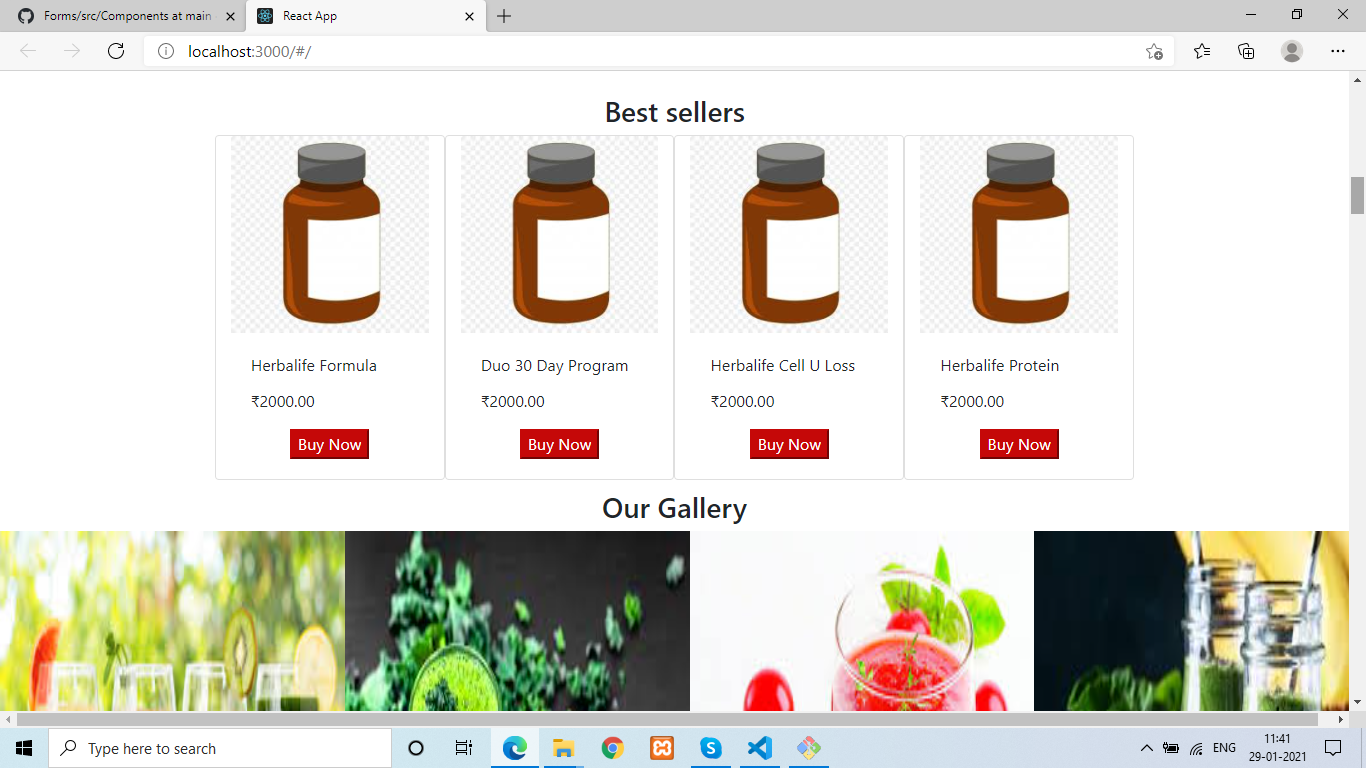 Forms/src/Components at main
React App
localhost:3000/#/
Best sellers
Herbalife Formula
₹2000.00
Buy Now
Duo 30 Day Program
₹2000.00
Buy Now
Herbalife Cell U Loss
₹2000.00
Buy Now
Herbalife Protein
₹2000.00
Buy Now
Our Gallery
Type here to search
ENG
11:41
29-01-2021